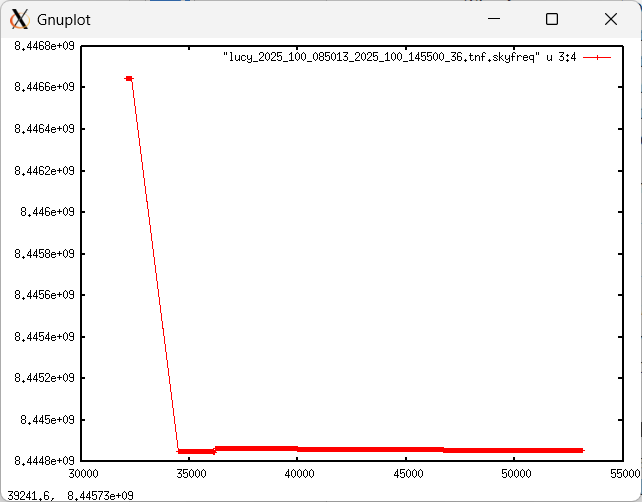 Gnuplot
8.4468e+09
"lucy_2025_100_085013_2025_100_145500_36.tnf.skyfreq" u 3:4
8.4466e+09
8.4464e+09
8.4462e+09
8.446e+09
8.4458e+09
8.4456e+09
8.4454e+09
8.4452e+09
8.445e+09
8.4448e+09
30000 35000 40000 45000 50000 55000
39241.6, 8.44573e+09